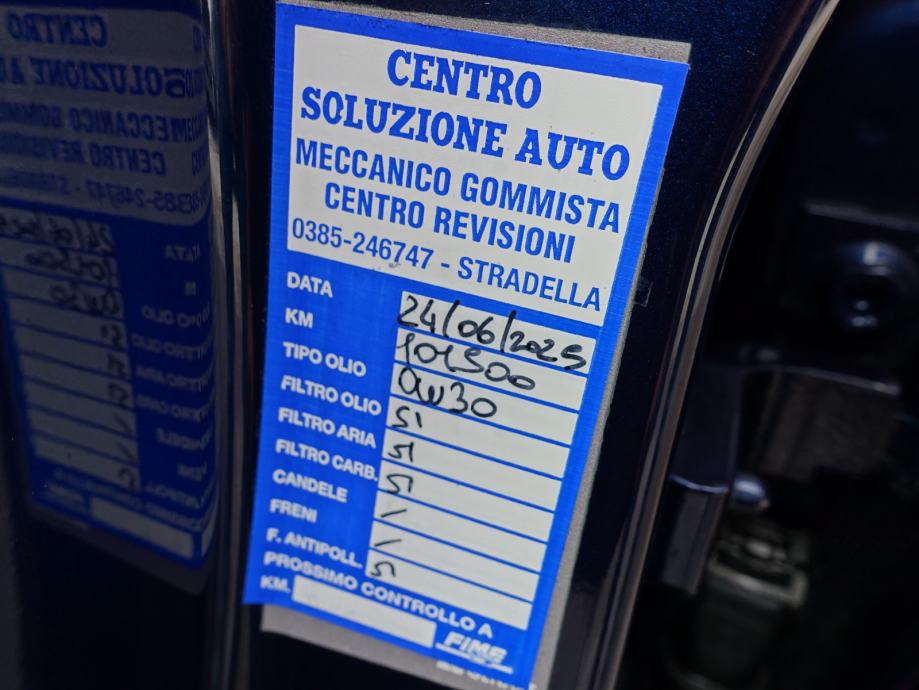 CENTRO
SOLUZIONE AUTO
MECCANICO GOMMISTA
CENTRO REVISIONI
0385-246747 - STRADELLA
DATA 24/06/2025
KM 101500
TIPO OLIO 0W30
FILTRO OLIO SI
FILTRO ARIA SI
FILTRO CARB. SI
CANDELE /
FRENI /
F. ANTIPOLL. SI
PROSSIMO CONTROLLO A
KM.
FIME